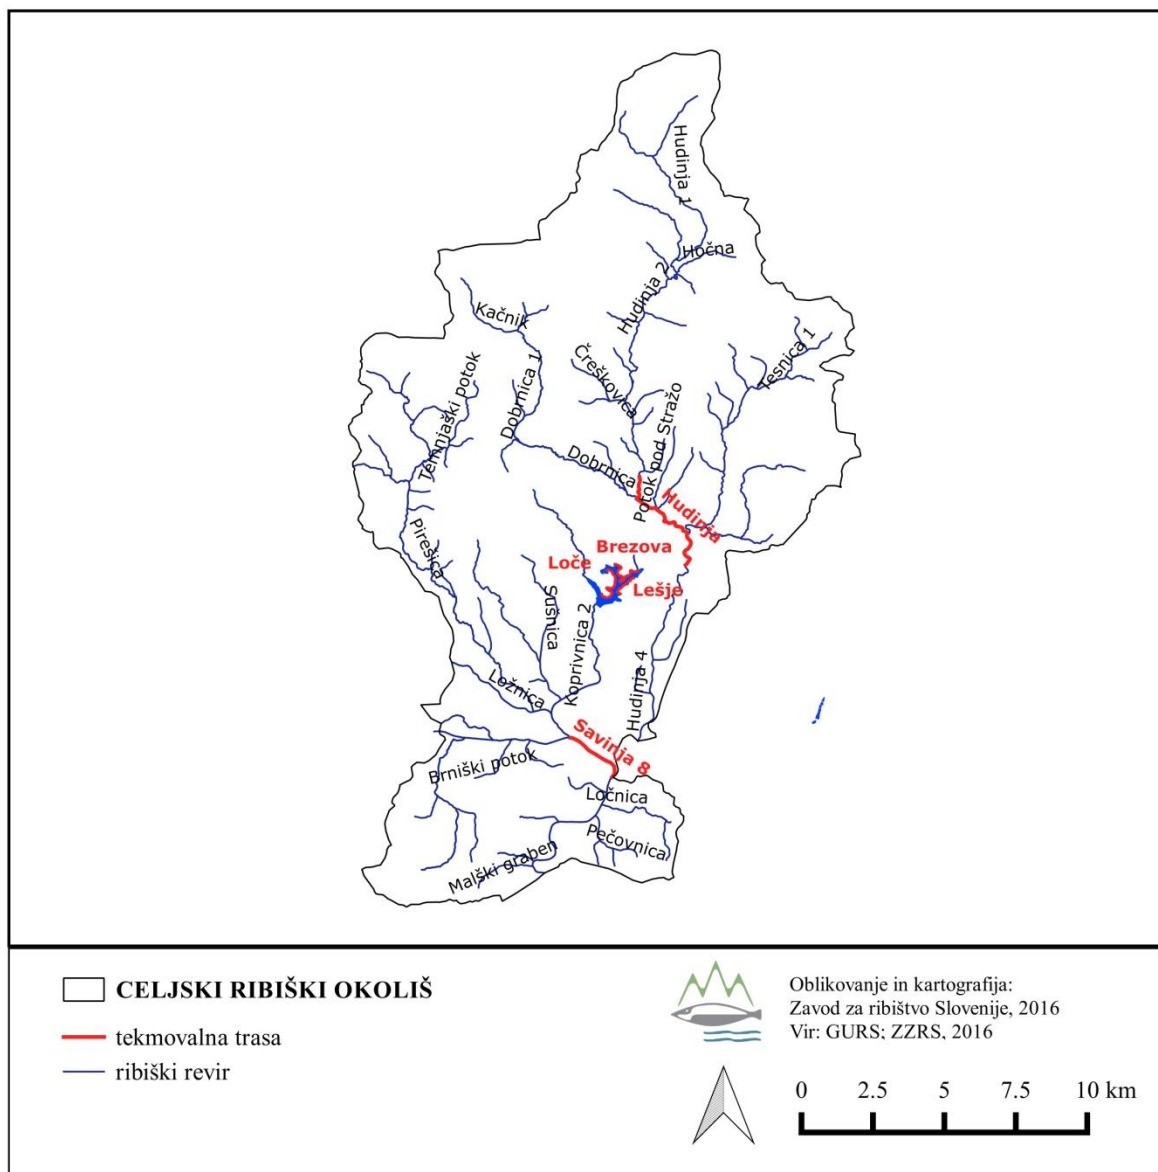 Hudinja 1
Hočna
Hudinja 2
Kačnik
Tesnica 1
Čreškovica
Temnjaški potok
Dobrnica 1
Potok pod Stražo
Dobrnica
Hudinja
Pirešica
Brezova
Loče
Lešje
Sušnica
Koprivnica 2
Hudinja 4
Ložnica
Savinja 8
Brniški potok
Ločnica
Pečovnica
Malški graben
CELJSKI RIBIŠKI OKOLIŠ
tekmovalna trasa
ribiški revir
Oblikovanje in kartografija:
Zavod za ribištvo Slovenije, 2016
Vir: GURS; ZZRS, 2016
0 2.5 5 7.5 10 km